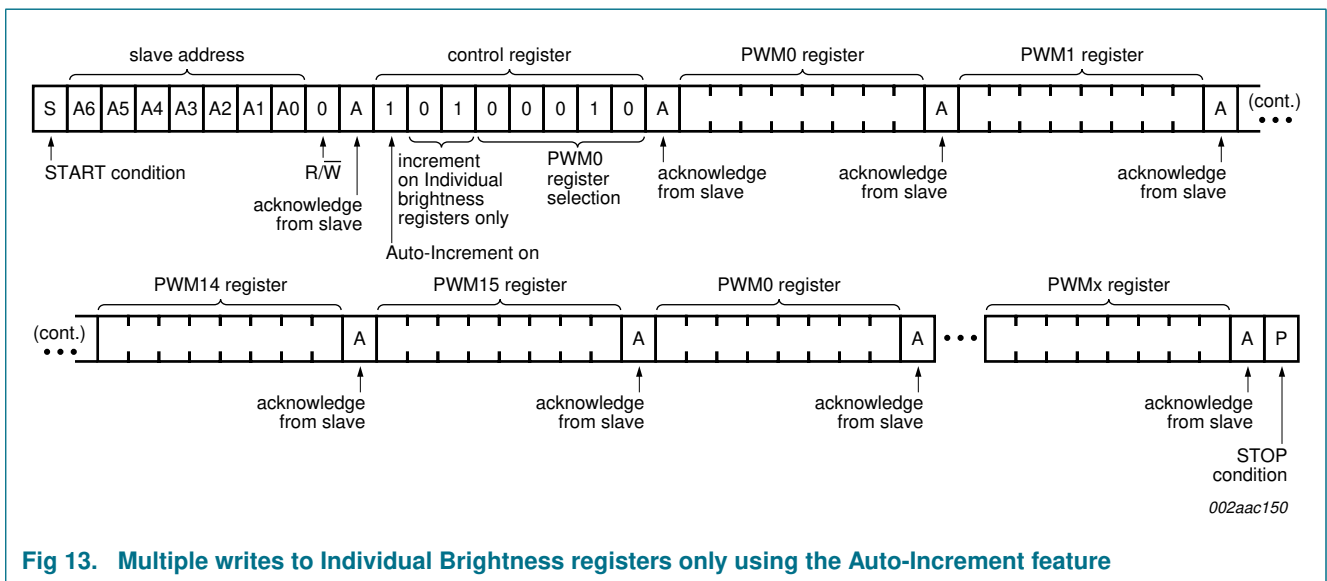 slave address control register PWM0 register PWM1 register
S A6 A5 A4 A3 A2 A1 A0 0 A 1 0 1 0 0 0 1 0 A A A (cont.)
START condition
R/W̅
acknowledge
from slave
Auto-Increment on
increment
on Individual
brightness
registers only
PWM0
register
selection
acknowledge
from slave
acknowledge
from slave
acknowledge
from slave
PWM14 register PWM15 register PWM0 register PWMx register
(cont.) A A A A P
acknowledge
from slave
acknowledge
from slave
acknowledge
from slave
acknowledge
from slave
STOP
condition
002aac150
Fig 13. Multiple writes to Individual Brightness registers only using the Auto-Increment feature